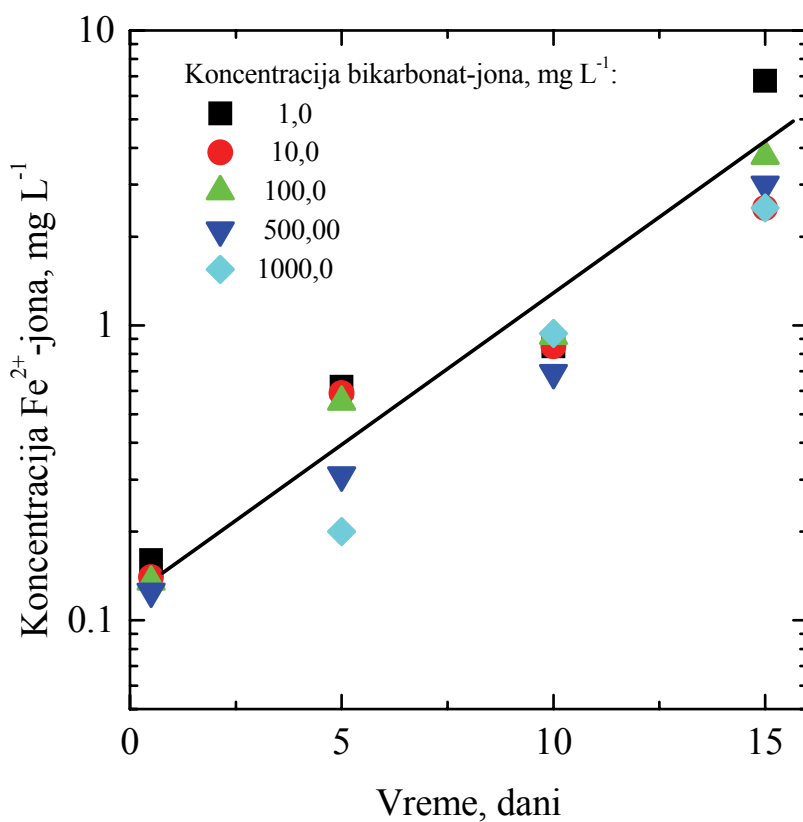 Koncentracija Fe²⁺-jona, mg L⁻¹
10
1
0.1
Koncentracija bikarbonat-jona, mg L⁻¹:
1,0
10,0
100,0
500,00
1000,0
0 5 10 15
Vreme, dani